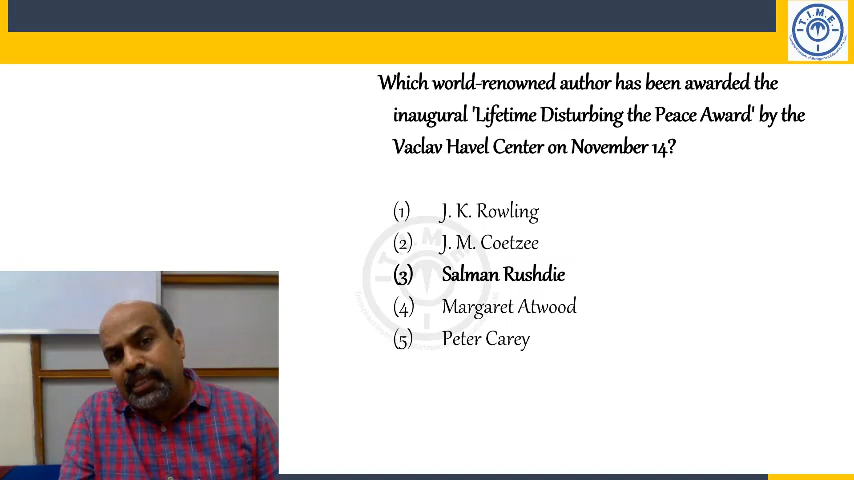 T.I.M.E.
Which world-renowned author has been awarded the
inaugural 'Lifetime Disturbing the Peace Award' by the
Vaclav Havel Center on November 14?
(1) J. K. Rowling
(2) J. M. Coetzee
(3) Salman Rushdie
(4) Margaret Atwood
(5) Peter Carey